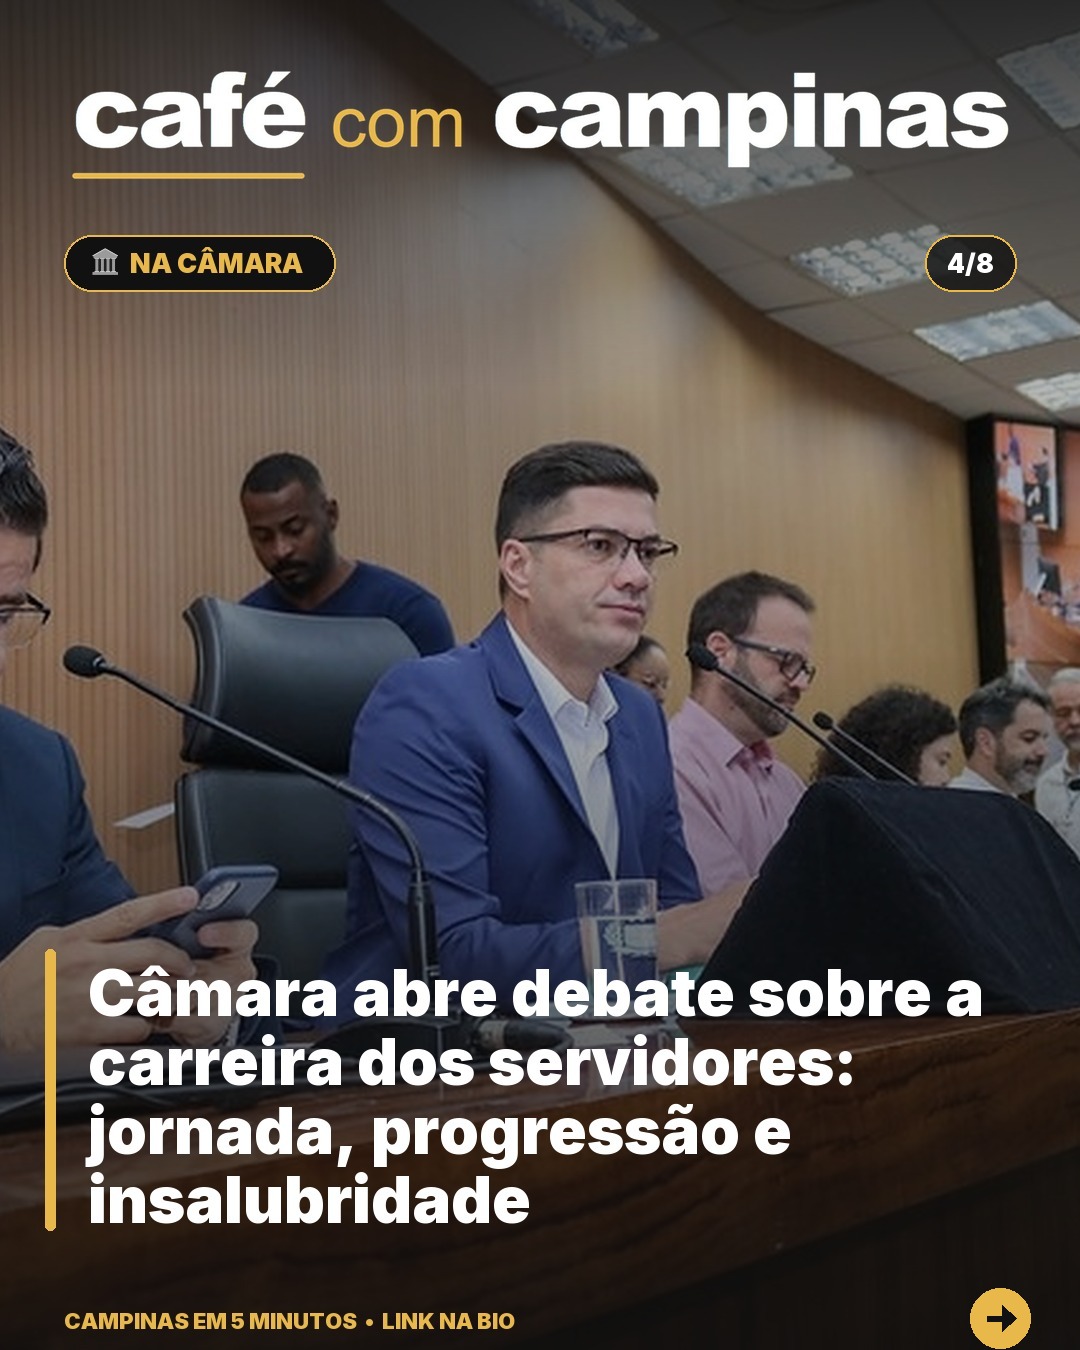 café com campinas
NA CÂMARA
4/8
Câmara abre debate sobre a
carreira dos servidores:
jornada, progressão e
insalubridade
CAMPINAS EM 5 MINUTOS • LINK NA BIO